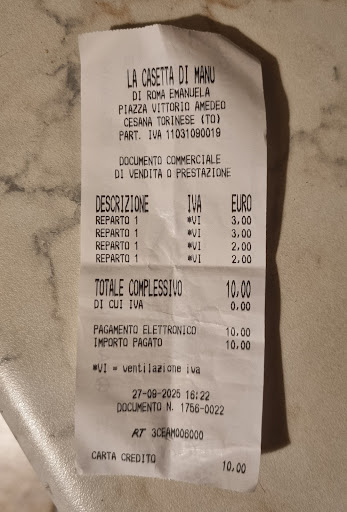 LA CASETTA DI MANU
DI ROMA EMANUELA
PIAZZA VITTORIO AMEDEO
CESANA TORINESE (TO)
PART. IVA 11031090019
DOCUMENTO COMMERCIALE
DI VENDITA O PRESTAZIONE
DESCRIZIONE IVA EURO
REPARTO 1 *VI 3,00
REPARTO 1 *VI 3,00
REPARTO 1 *VI 2,00
REPARTO 1 *VI 2,00
TOTALE COMPLESSIVO 10,00
DI CUI IVA 0,00
PAGAMENTO ELETTRONICO 10,00
IMPORTO PAGATO 10,00
*VI = ventilazione iva
27-09-2025 16:22
DOCUMENTO N. 1756-0022
RT 3CEAM006000
CARTA CREDITO 10,00